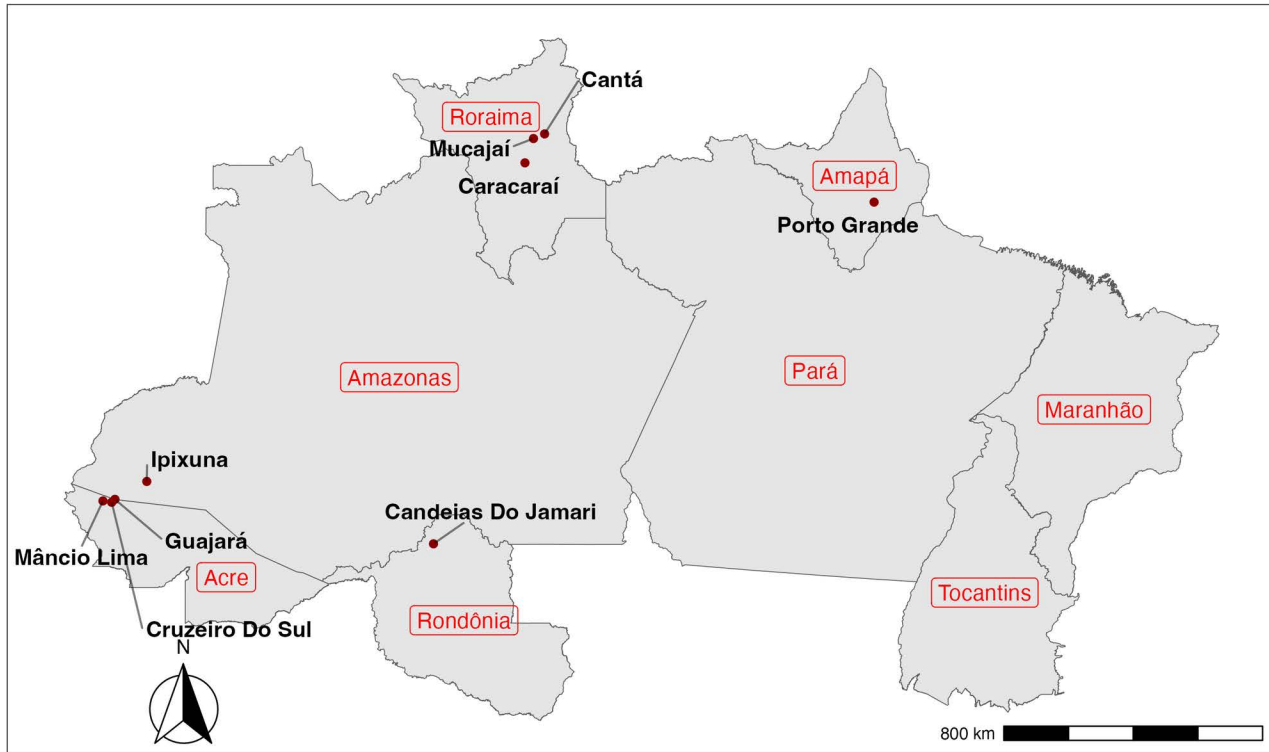 Cantá
Roraima
Mucajaí
Caracaraí
Amapá
Porto Grande
Amazonas
Pará
Maranhão
Ipixuna
Candeias Do Jamari
Guajará
Mâncio Lima
Acre
Tocantins
Rondônia
Cruzeiro Do Sul
N
800 km